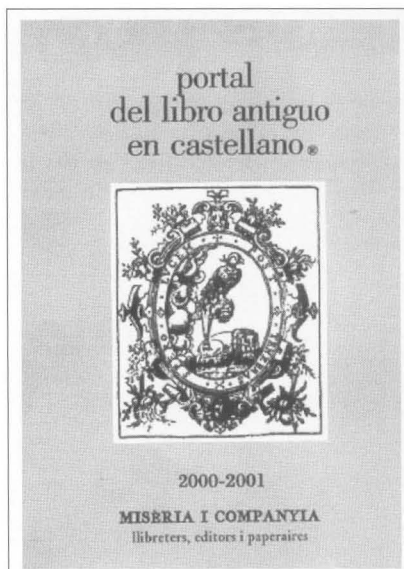 portal
del libro antiguo
en castellano®
2000-2001
MISÈRIA I COMPANYIA
llibreters, editors i paperaires